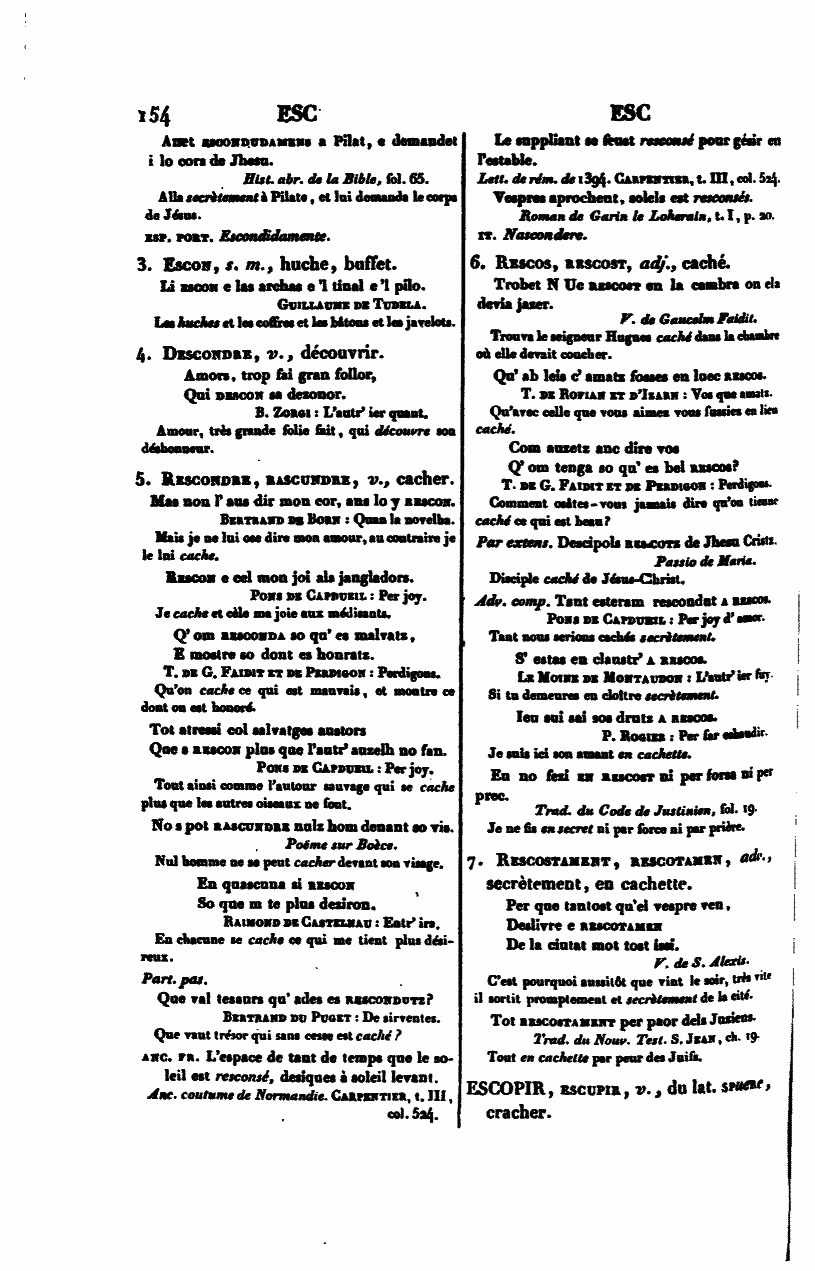 154 ESC ESC
Anet RESCONDUDAMENS a Pilat, e demandet
i lo cors de Jhesu.
Hist. abr. de la Bible, fol. 65.
Alla secrètement à Pilate, et lui demanda le corps
de Jésus.
ESP. PORT. Escondidamente.
3. ESCON, s. m., huche, buffet.
Li ESCON e las archas e 'l tinal e 'l pilo.
GUILLAUME DE TUDELA.
Les huches et les coffres et les bâtons et les javelots.
4. DESCONDRE, v., découvrir.
Amors, trop fai gran follor,
Qui DESCON sa dezonor.
B. ZORGI : L'autr' ier quant.
Amour, très grande folie fait, qui découvre son
déshonneur.
5. RESCONDRE, RASCUNDRE, v., cacher.
Mas non l' aus dir mon cor, ans lo y RESCON.
BERTRAND DE BORN : Quan la novelha.
Mais je ne lui ose dire mon amour, au contraire je
le lui cache.
RESCON e cel mon joi als jangladors.
PONS DE CAPDUEIL : Per joy.
Je cache et cèle ma joie aux médisants.
Q' om RESCONDA so qu' es malvatz,
E mostre so dont es honratz.
T. DE G. FAIDIT ET DE PERDIGON : Perdigons.
Qu'on cache ce qui est mauvais, et montre ce
dont on est honoré.
Tot atressi col salvatges austors
Que s RESCON plus que l'autr' auzelh no fan.
PONS DE CAPDUEIL : Per joy.
Tout ainsi comme l'autour sauvage qui se cache
plus que les autres oiseaux ne font.
No s pot RASCUNDRE nulz hom denant so vis.
Poëme sur Boèce.
Nul homme ne se peut cacher devant son visage.
En quascuna si RESCON
So que m te plus deziron.
RAIMOND DE CASTELNAU : Entr' ira.
En chacune se cache ce qui me tient plus dési-
reux.
Part. pas.
Que val tesaurs qu' ades es RESCONDUTZ?
BERTRAND DU PUGET : De sirventes.
Que vaut trésor qui sans cesse est caché ?
ANC. FR. L'espace de tant de temps que le so-
leil est resconsé, desiques à soleil levant.
Anc. coutume de Normandie. CARPENTIER, t. III,
col. 524.
Le suppliant se feust resconsé pour gésir en
l'estable.
Lett. de rém. de 1394. CARPENTIER, t. III, col. 524.
Vespres aprochent, solels est resconsés.
Roman de Garin le Loherain, t. I, p. 20.
IT. Nascondere.
6. RESCOS, RESCOST, adj., caché.
Trobet N Ue RESCOST en la cambra on ela
devia jazer.
V. de Gaucelm Faidit.
Trouva le seigneur Hugues caché dans la chambre
où elle devait coucher.
Qu' ab leis c' amatz fosses en luec RESCOS.
T. DE ROFIAN ET D'IZARN : Vos que amatz.
Qu'avec celle que vous aimez vous fussies en lieu
caché.
Com auzetz anc dire vos
Q' om tenga so qu' es bel RESCOS?
T. DE G. FAIDIT ET DE PERDIGON : Perdigons.
Comment osâtes-vous jamais dire qu'on tienne
caché ce qui est beau?
Par extens. Descipols RESCOTZ de Jhesu Cristz.
Passio de Maria.
Disciple caché de Jésus-Christ.
Adv. comp. Tant esteram rescondut A RESCOS.
PONS DE CAPDUEIL : Per joy d' amor.
Tant nous serions cachés secrètement.
S' estas en claustr' A RESCOS.
LE MOINE DE MONTAUDON : L'autr' ier fuy.
Si tu demeures en cloître secrètement.
Ieu sui sai sos drutz A RESCOS.
P. ROGIER : Per far esbaudir.
Je suis ici son amant en cachette.
En no fezi EN RESCOST ni per forsa ni per
prec.
Trad. du Code de Justinien, fol. 19.
Je ne fis en secret ni par force ni par prière.
7. RESCOSTAMENT, RESCOTAMEN, adv.,
secrètement, en cachette.
Per que tantost qu'el vespre ven,
Deslivre e RESCOTAMEN
De la ciutat mot tost issi.
V. de S. Alexis.
C'est pourquoi aussitôt que vint le soir, très vite
il sortit promptement et secrètement de la cité.
Tot RESCOSTAMENT per paor dels Juzieus.
Trad. du Nouv. Test. S. JEAN, ch. 19.
Tout en cachette par peur des Juifs.
ESCOPIR, ESCUPIR, v., du lat. SPUERE,
cracher.